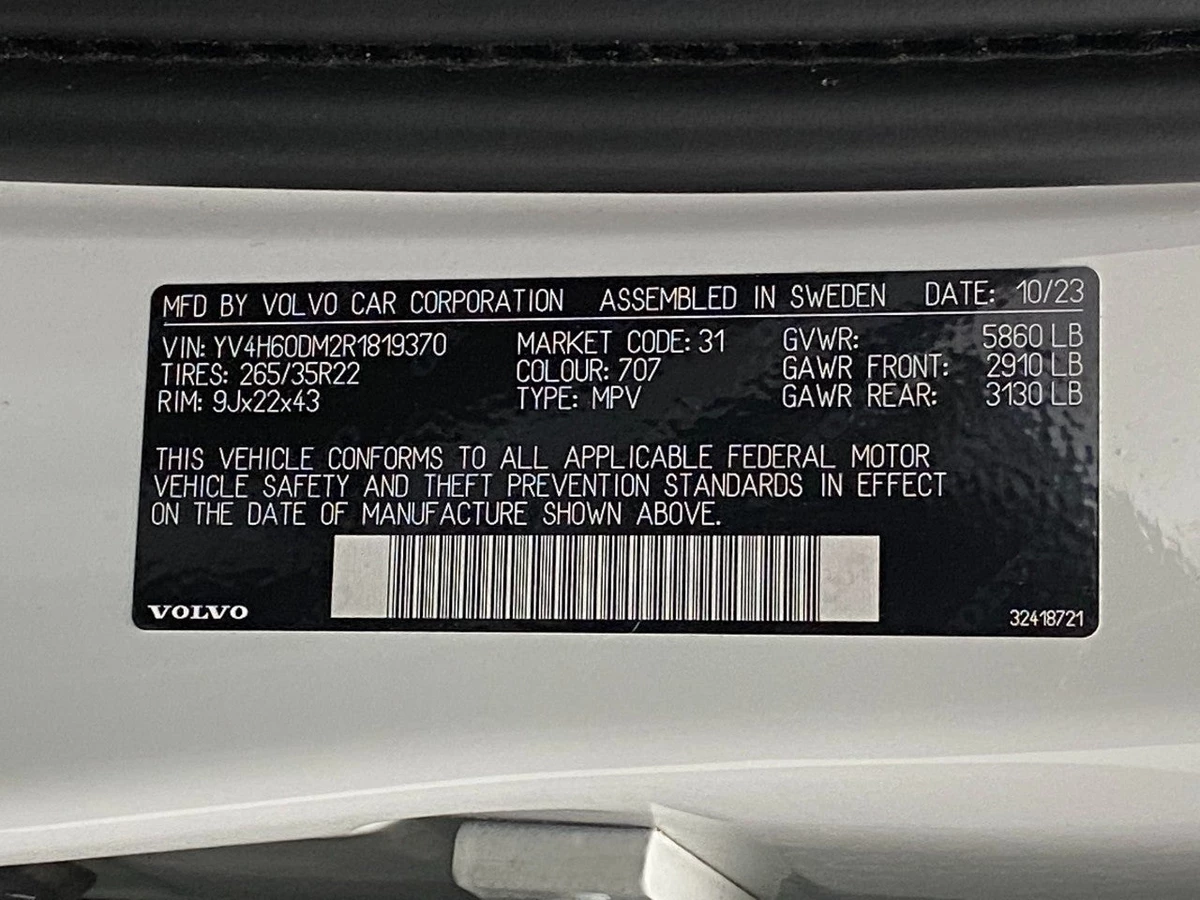 MFD BY VOLVO CAR CORPORATION ASSEMBLED IN SWEDEN DATE: 10/23
VIN: YV4H60DM2R1819370 MARKET CODE: 31 GVWR: 5860 LB
TIRES: 265/35R22 COLOUR: 707 GAWR FRONT: 2910 LB
RIM: 9Jx22x43 TYPE: MPV GAWR REAR: 3130 LB
THIS VEHICLE CONFORMS TO ALL APPLICABLE FEDERAL MOTOR
VEHICLE SAFETY AND THEFT PREVENTION STANDARDS IN EFFECT
ON THE DATE OF MANUFACTURE SHOWN ABOVE.
VOLVO 32418721